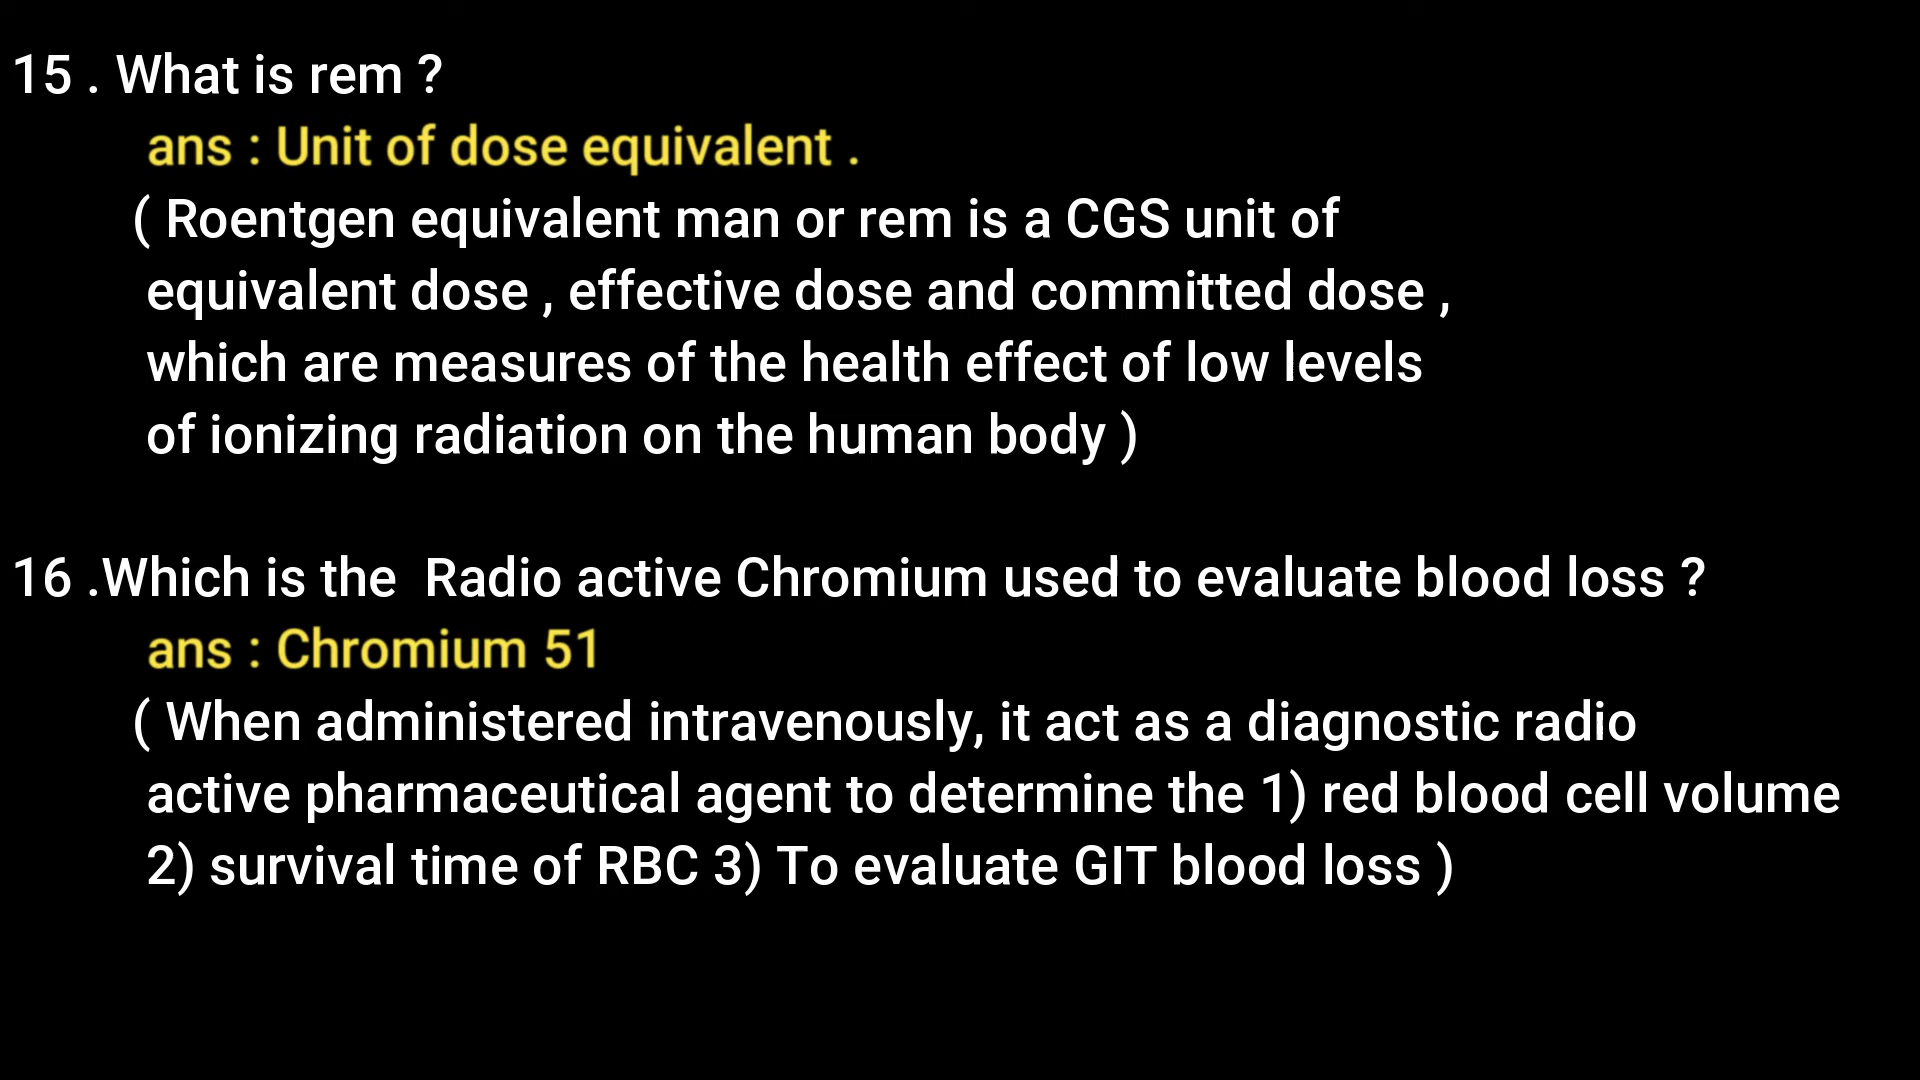 15 . What is rem ?
ans : Unit of dose equivalent .
( Roentgen equivalent man or rem is a CGS unit of
equivalent dose , effective dose and committed dose ,
which are measures of the health effect of low levels
of ionizing radiation on the human body )
16 .Which is the  Radio active Chromium used to evaluate blood loss ?
ans : Chromium 51
( When administered intravenously, it act as a diagnostic radio
active pharmaceutical agent to determine the 1) red blood cell volume
2) survival time of RBC 3) To evaluate GIT blood loss )